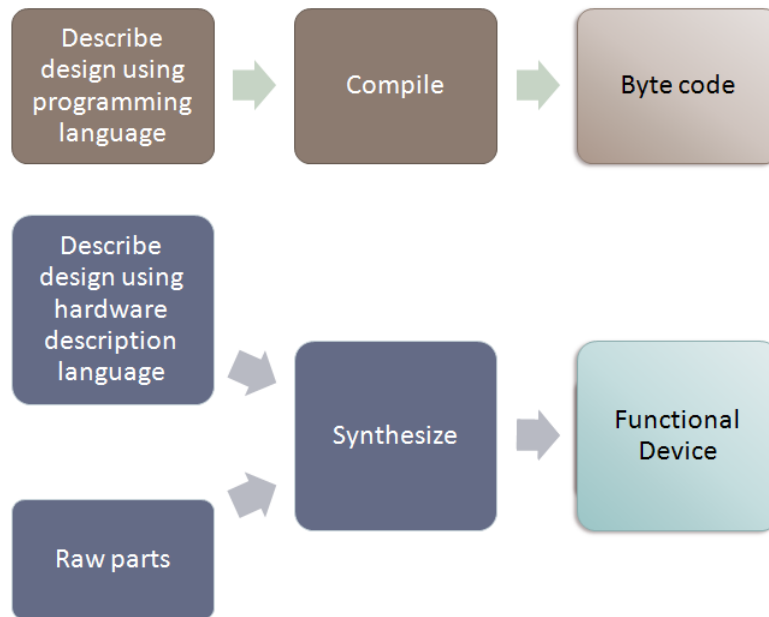 Describe
design using
programming
language
Compile
Byte code
Describe
design using
hardware
description
language
Synthesize
Functional
Device
Raw parts